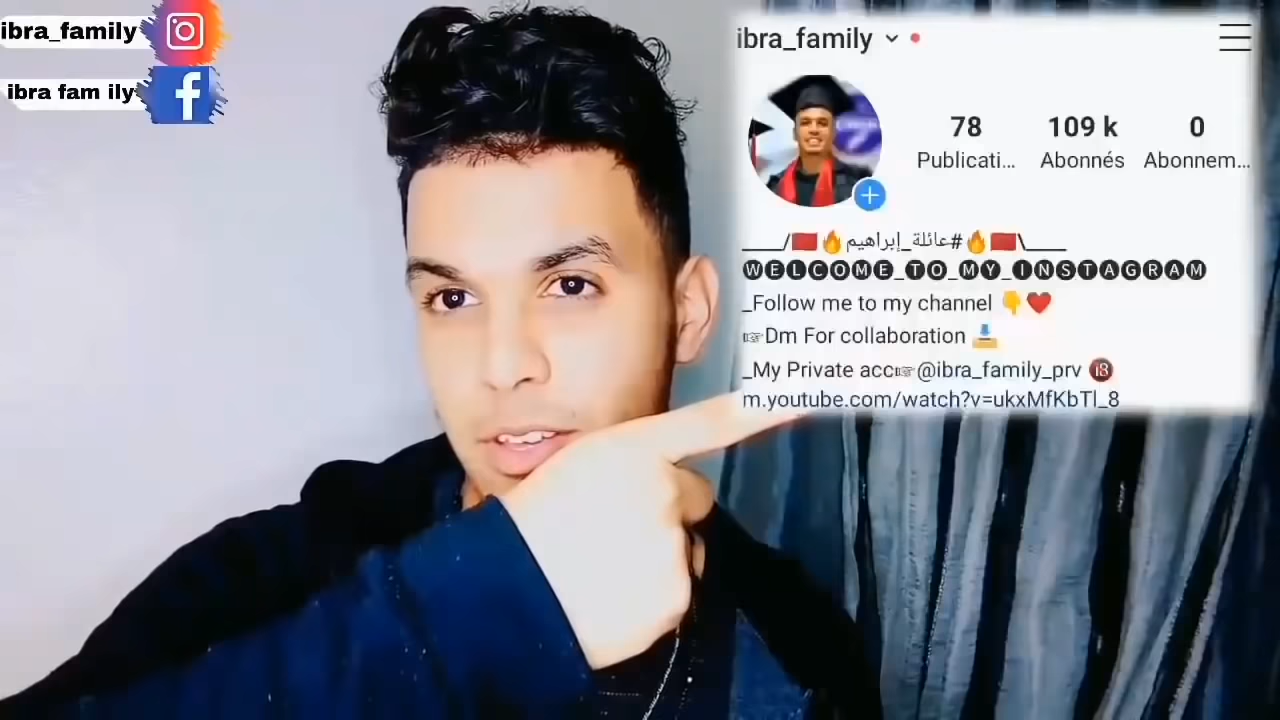 ibra_family
ibra fam ily
ibra_family
78 109 k 0
Publicati... Abonnés Abonnem...
____/🇲🇦🔥#عائلة_إبراهيم🔥🇲🇦\____
🅦🅔🅛🅒🅞🅜🅔_🅣🅞_🅜🅨_🅘🅝🅢🅣🅐🅖🅡🅐🅜
_Follow me to my channel 👇❤️
☞Dm For collaboration 📥
_My Private acc☞@ibra_family_prv 🔞
m.youtube.com/watch?v=ukxMfKbTl_8